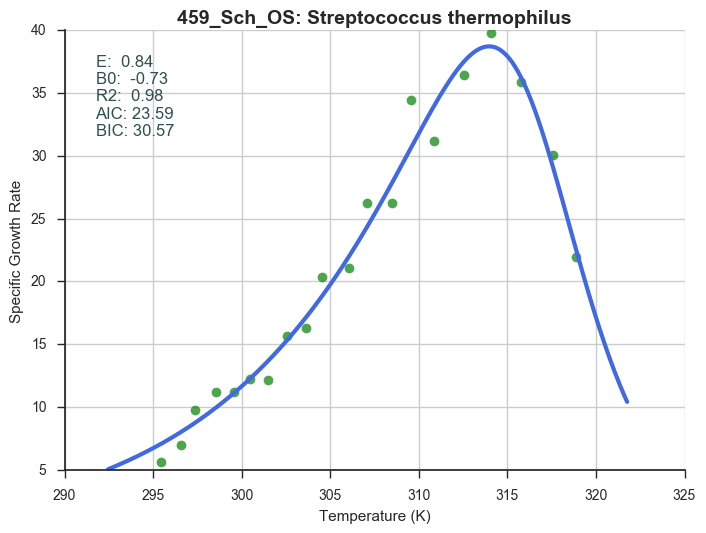 459_Sch_OS: Streptococcus thermophilus
E:  0.84
B0:  -0.73
R2:  0.98
AIC: 23.59
BIC: 30.57
Specific Growth Rate
40
35
30
25
20
15
10
5
290 295 300 305 310 315 320 325
Temperature (K)